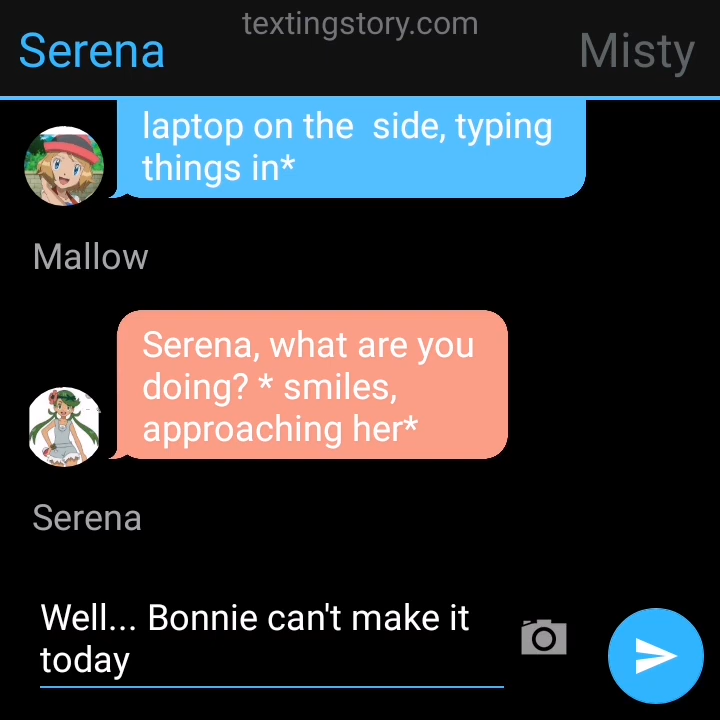 textingstory.com
Serena
Misty
laptop on the  side, typing
things in*
Mallow
Serena, what are you
doing? * smiles,
approaching her*
Serena
Well... Bonnie can't make it
today